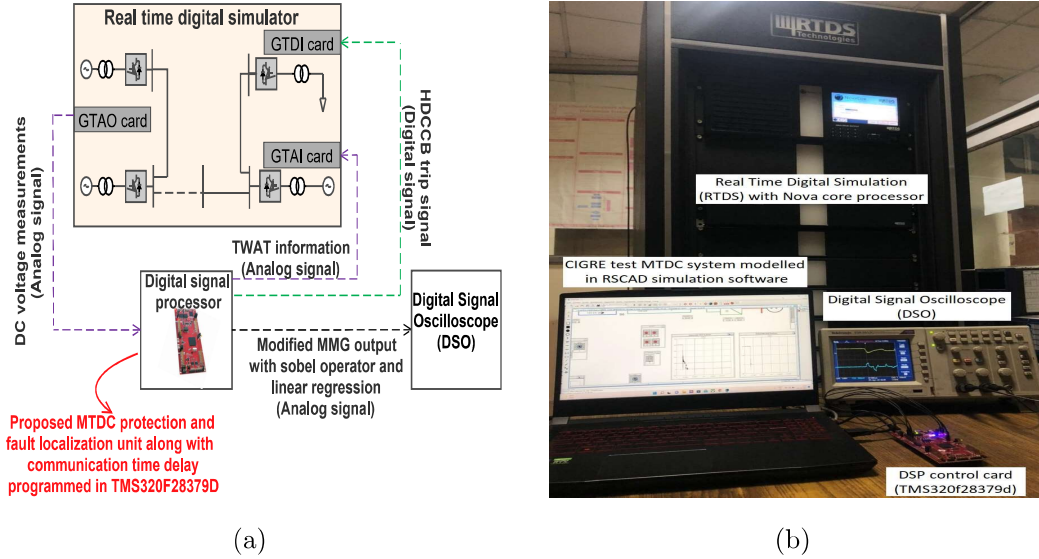 Real time digital simulator
GTDI card
GTAO card
GTAI card
DC voltage measurements
(Analog signal)
HDCCB trip signal
(Digital signal)
TWAT information
(Analog signal)
Digital signal
processor
Digital Signal
Oscilloscope
(DSO)
Modified MMG output
with sobel operator and
linear regression
(Analog signal)
Proposed MTDC protection and
fault localization unit along with
communication time delay
programmed in TMS320F28379D
(a)
RTDS
Technologies
Real Time Digital Simulation
(RTDS) with Nova core processor
CIGRE test MTDC system modelled
in RSCAD simulation software
Digital Signal Oscilloscope
(DSO)
DSP control card
(TMS320f28379d)
(b)